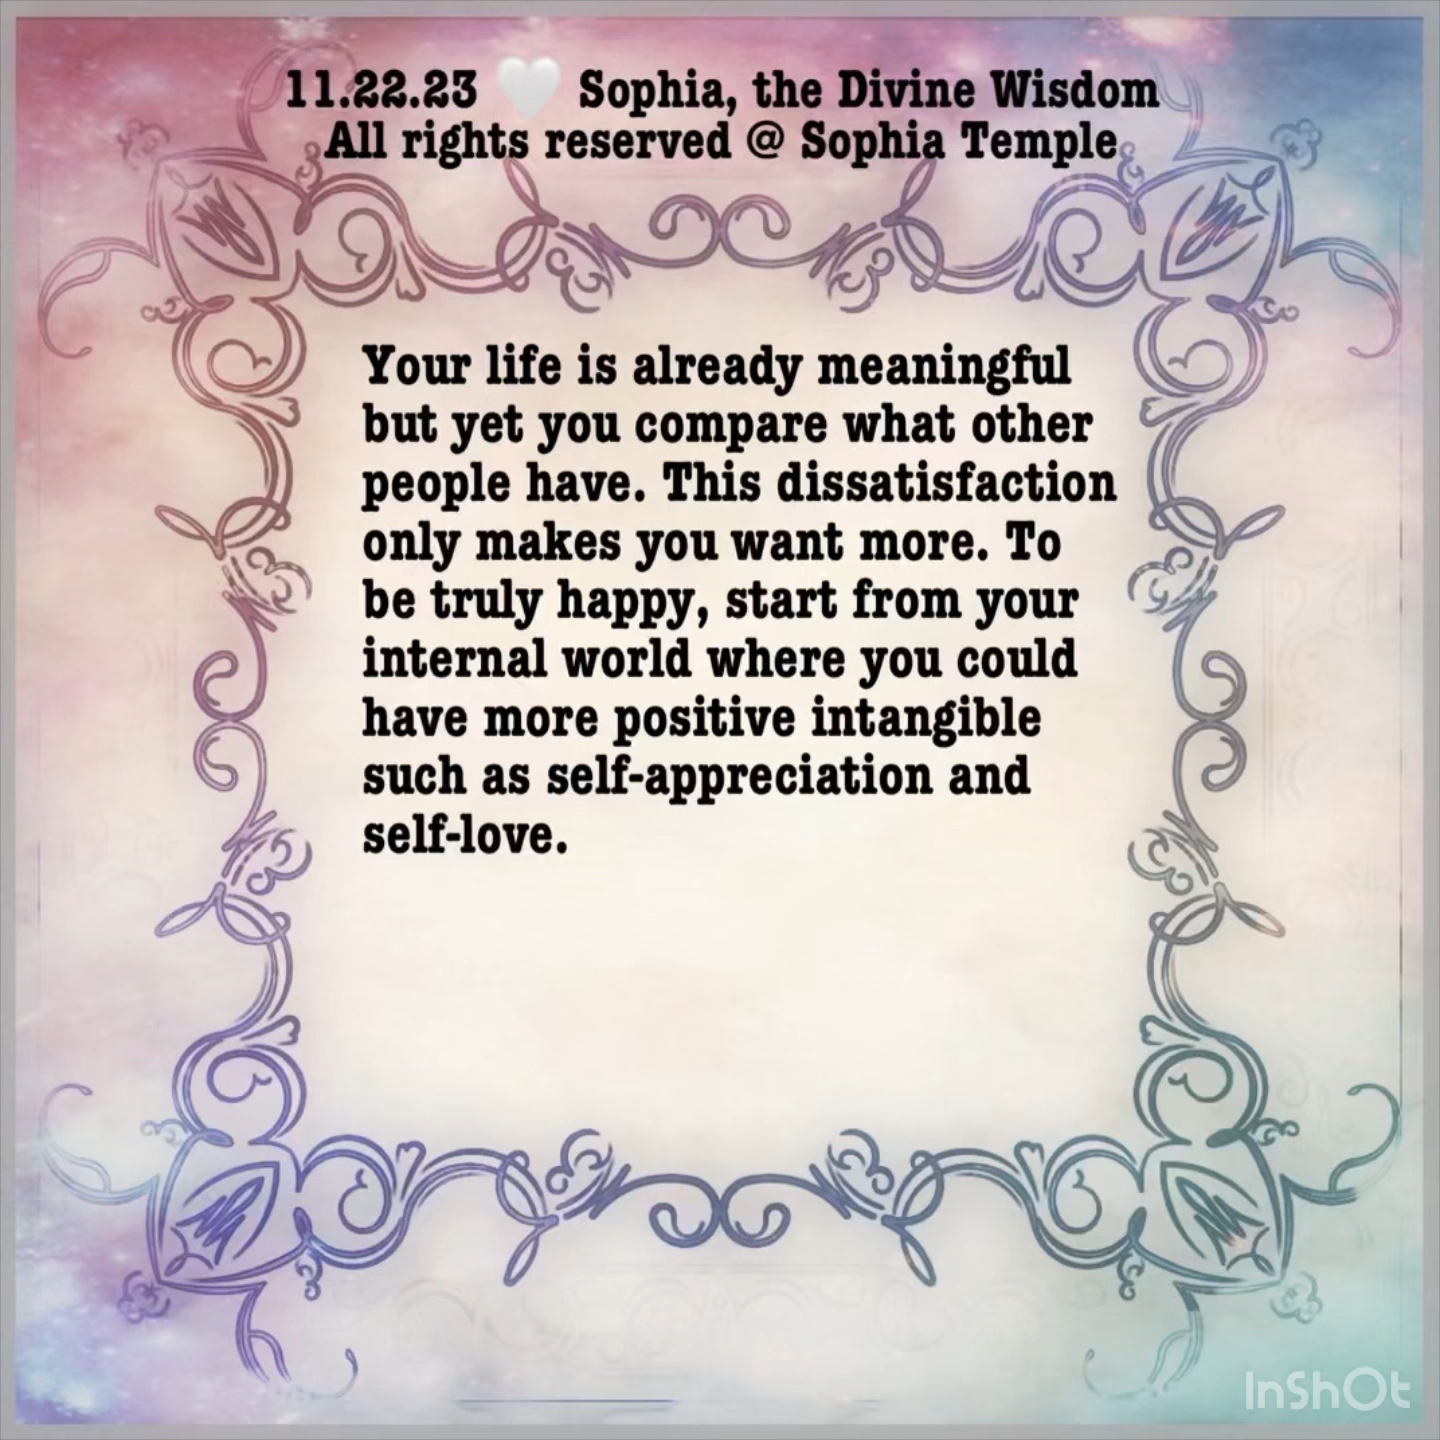 11.22.23 🤍 Sophia, the Divine Wisdom
All rights reserved @ Sophia Temple
Your life is already meaningful
but yet you compare what other
people have. This dissatisfaction
only makes you want more. To
be truly happy, start from your
internal world where you could
have more positive intangible
such as self-appreciation and
self-love.
InShOt